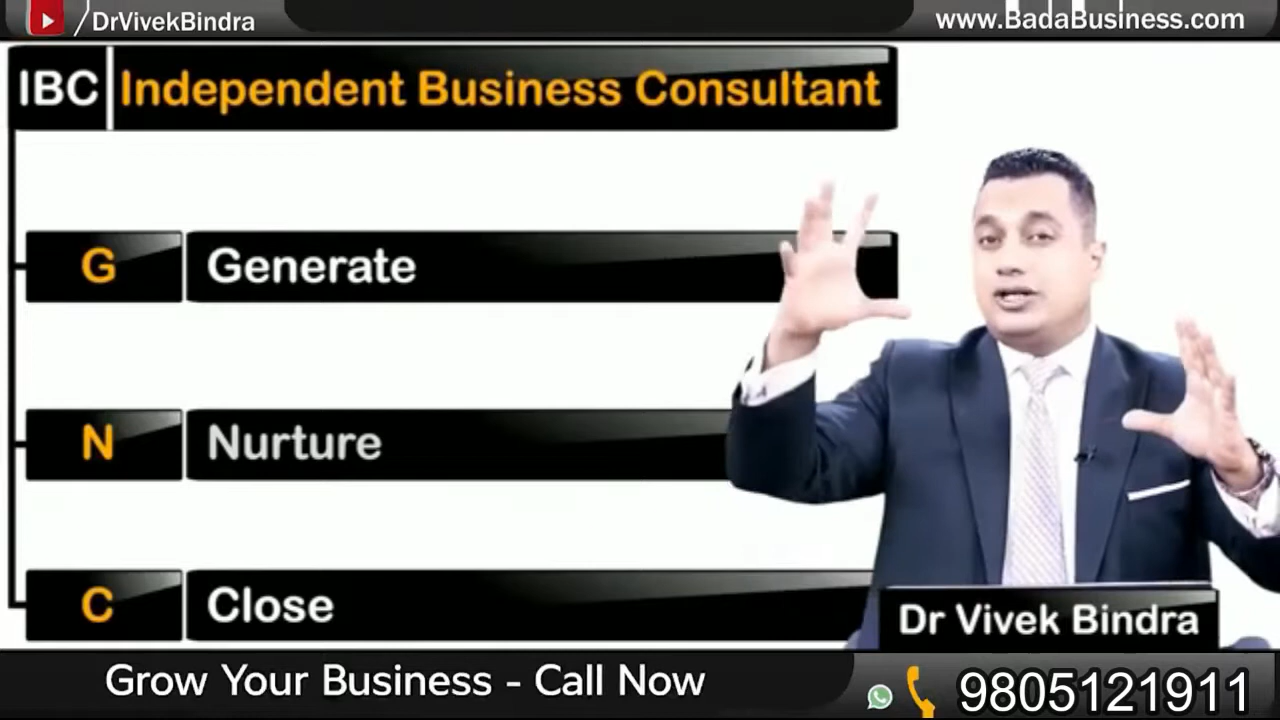 /DrVivekBindra
www.BadaBusiness.com
IBC Independent Business Consultant
G Generate
N Nurture
C Close
Dr Vivek Bindra
Grow Your Business - Call Now
9805121911